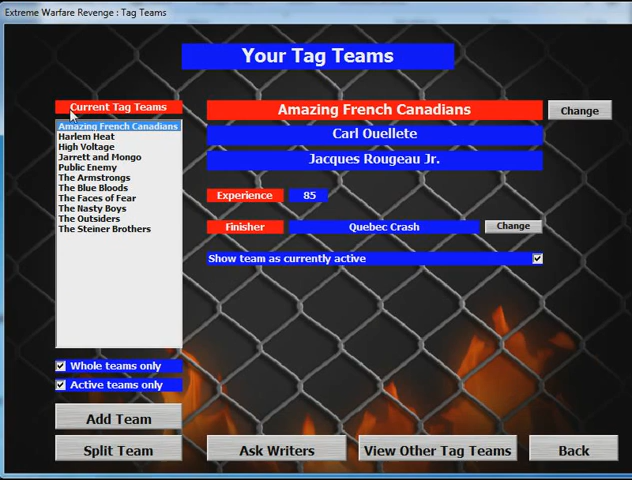 Extreme Warfare Revenge : Tag Teams
Your Tag Teams
Current Tag Teams
Amazing French Canadians
Harlem Heat
High Voltage
Jarrett and Mongo
Public Enemy
The Armstrongs
The Blue Bloods
The Faces of Fear
The Nasty Boys
The Outsiders
The Steiner Brothers
Amazing French Canadians
Change
Carl Ouellete
Jacques Rougeau Jr.
Experience 85
Finisher Quebec Crash Change
Show team as currently active
Whole teams only
Active teams only
Add Team
Split Team
Ask Writers
View Other Tag Teams
Back